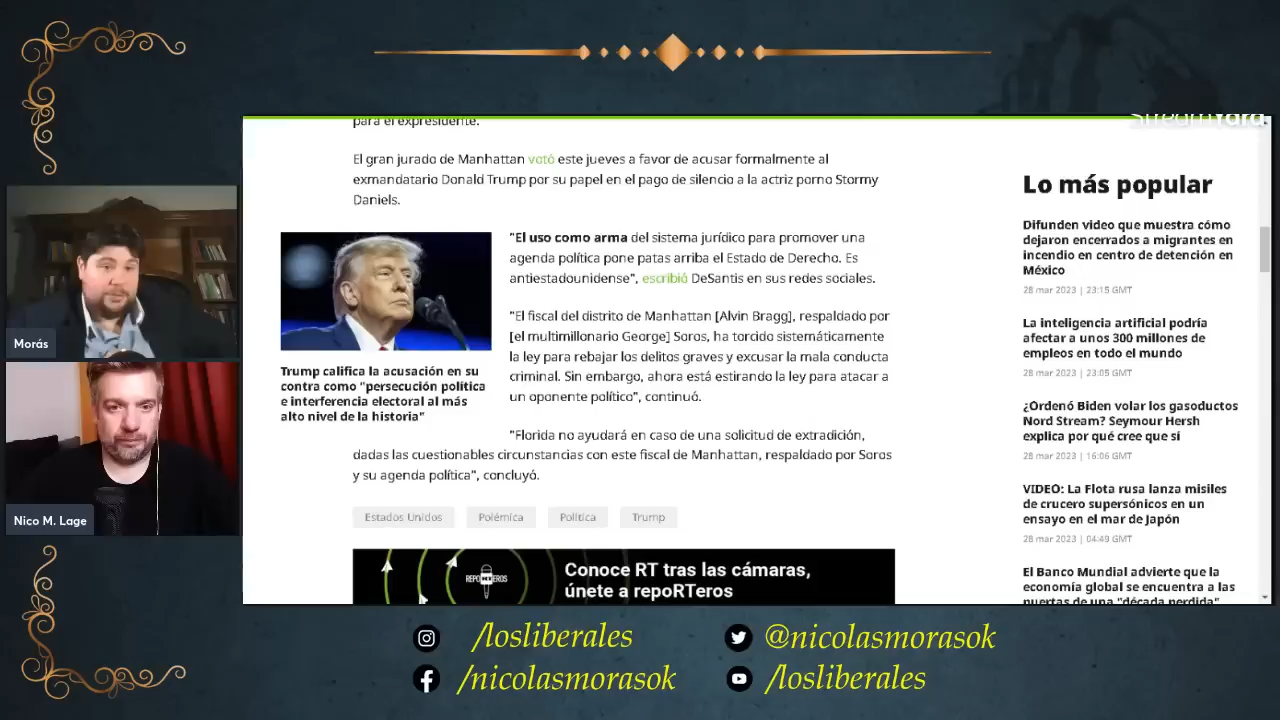 para el expresidente.
StreamYard
El gran jurado de Manhattan votó este jueves a favor de acusar formalmente al
exmandatario Donald Trump por su papel en el pago de silencio a la actriz porno Stormy
Daniels.
"El uso como arma del sistema jurídico para promover una
agenda política pone patas arriba el Estado de Derecho. Es
antiestadounidense", escribió DeSantis en sus redes sociales.
"El fiscal del distrito de Manhattan [Alvin Bragg], respaldado por
[el multimillonario George] Soros, ha torcido sistemáticamente
la ley para rebajar los delitos graves y excusar la mala conducta
criminal. Sin embargo, ahora está estirando la ley para atacar a
un oponente político", continuó.
Trump califica la acusación en su
contra como "persecución política
e interferencia electoral al más
alto nivel de la historia"
"Florida no ayudará en caso de una solicitud de extradición,
dadas las cuestionables circunstancias con este fiscal de Manhattan, respaldado por Soros
y su agenda política", concluyó.
Estados Unidos Polémica Política Trump
REPORTEROS
Conoce RT tras las cámaras,
únete a repoRTeros
Lo más popular
Difunden video que muestra cómo
dejaron encerrados a migrantes en
incendio en centro de detención en
México
28 mar 2023 | 23:15 GMT
La inteligencia artificial podría
afectar a unos 300 millones de
empleos en todo el mundo
28 mar 2023 | 23:05 GMT
¿Ordenó Biden volar los gasoductos
Nord Stream? Seymour Hersh
explica por qué cree que sí
28 mar 2023 | 16:06 GMT
VIDEO: La Flota rusa lanza misiles
de crucero supersónicos en un
ensayo en el mar de Japón
28 mar 2023 | 04:49 GMT
El Banco Mundial advierte que la
economía global se encuentra a las
puertas de una "década perdida"
Morás
Nico M. Lage
/losliberales
@nicolasmorasok
/nicolasmorasok
/losliberales